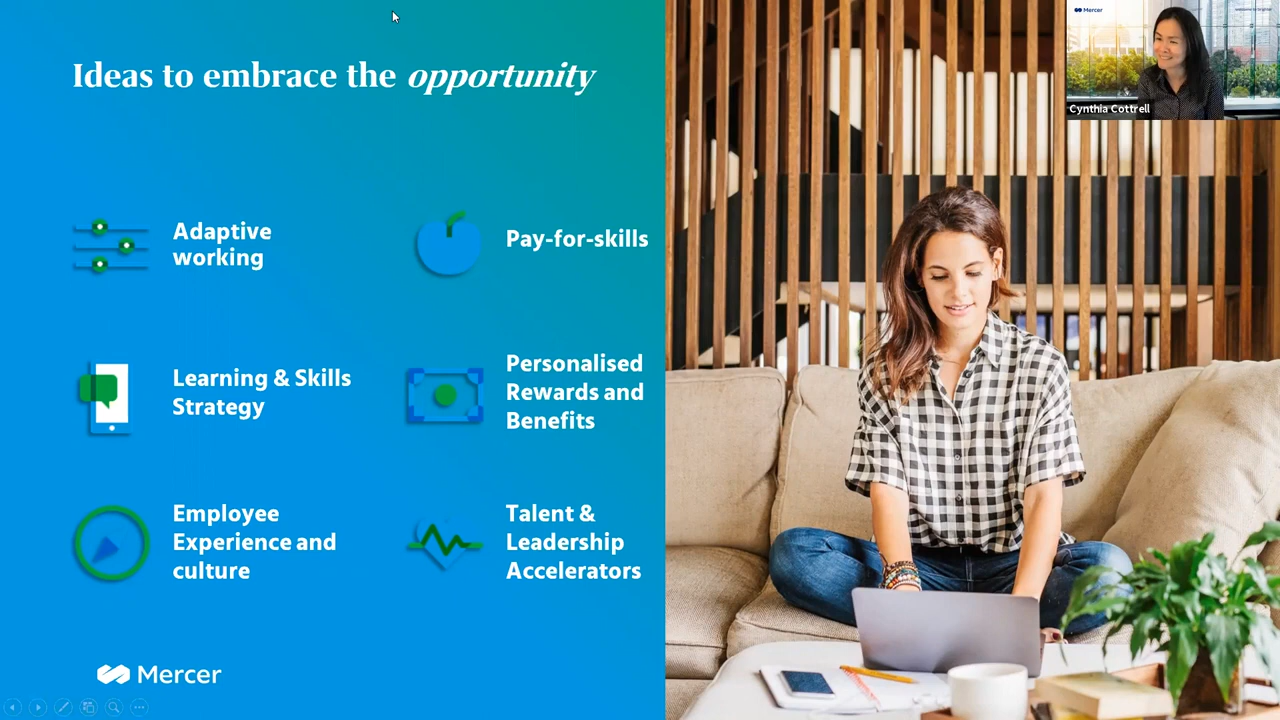 Ideas to embrace the opportunity
Adaptive
working
Pay-for-skills
Learning & Skills
Strategy
Personalised
Rewards and
Benefits
Employee
Experience and
culture
Talent &
Leadership
Accelerators
Mercer
Mercer
Cynthia Cottrell